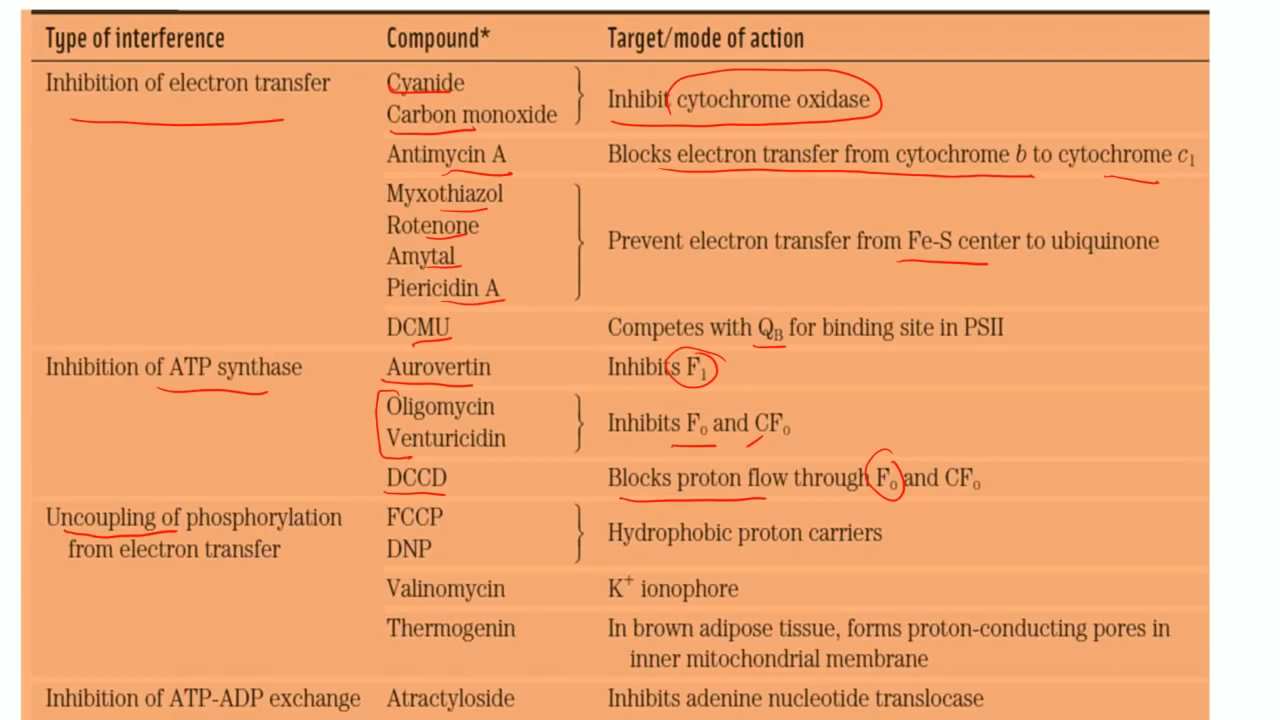 Type of interference Compound* Target/mode of action
Inhibition of electron transfer Cyanide
Carbon monoxide Inhibit cytochrome oxidase
Antimycin A Blocks electron transfer from cytochrome b to cytochrome c₁
Myxothiazol
Rotenone
Amytal
Piericidin A Prevent electron transfer from Fe-S center to ubiquinone
DCMU Competes with Q_B for binding site in PSII
Inhibition of ATP synthase Aurovertin Inhibits F₁
Oligomycin
Venturicidin Inhibits Fₒ and CFₒ
DCCD Blocks proton flow through Fₒ and CFₒ
Uncoupling of phosphorylation
from electron transfer FCCP
DNP Hydrophobic proton carriers
Valinomycin K⁺ ionophore
Thermogenin In brown adipose tissue, forms proton-conducting pores in
inner mitochondrial membrane
Inhibition of ATP-ADP exchange Atractyloside Inhibits adenine nucleotide translocase